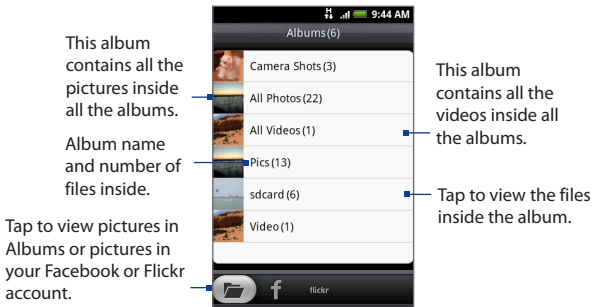 This album
contains all the
pictures inside
all the albums.
Album name
and number of
files inside.
Tap to view pictures in
Albums or pictures in
your Facebook or Flickr
account.
H
9:44 AM
Albums(6)
Camera Shots(3)
All Photos(22)
All Videos(1)
Pics(13)
sdcard(6)
Video(1)
f
flickr
This album
contains all the
videos inside all
the albums.
Tap to view the files
inside the album.